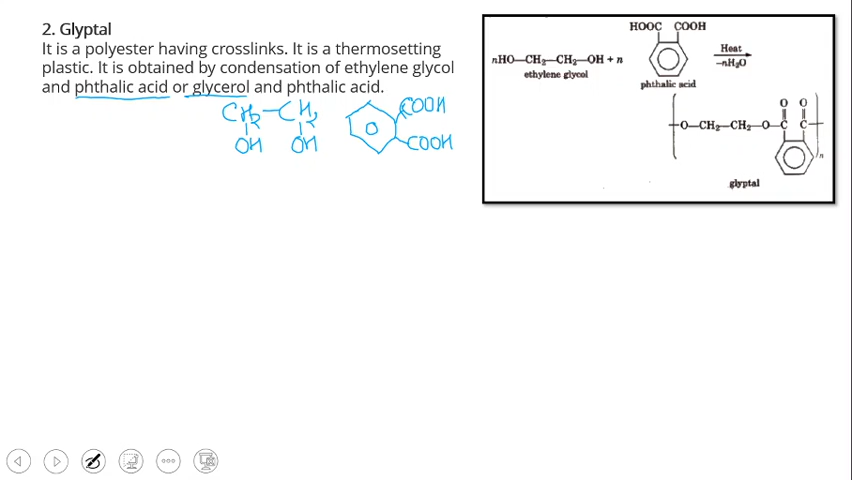 2. Glyptal
It is a polyester having crosslinks. It is a thermosetting
plastic. It is obtained by condensation of ethylene glycol
and phthalic acid or glycerol and phthalic acid.
CH₂—CH₂
OH OH
COOH
COOH
HOOC COOH
nHO—CH₂—CH₂—OH + n
Heat
—nH₂O
ethylene glycol
phthalic acid
O O
—O—CH₂—CH₂—O—C C—
n
glyptal